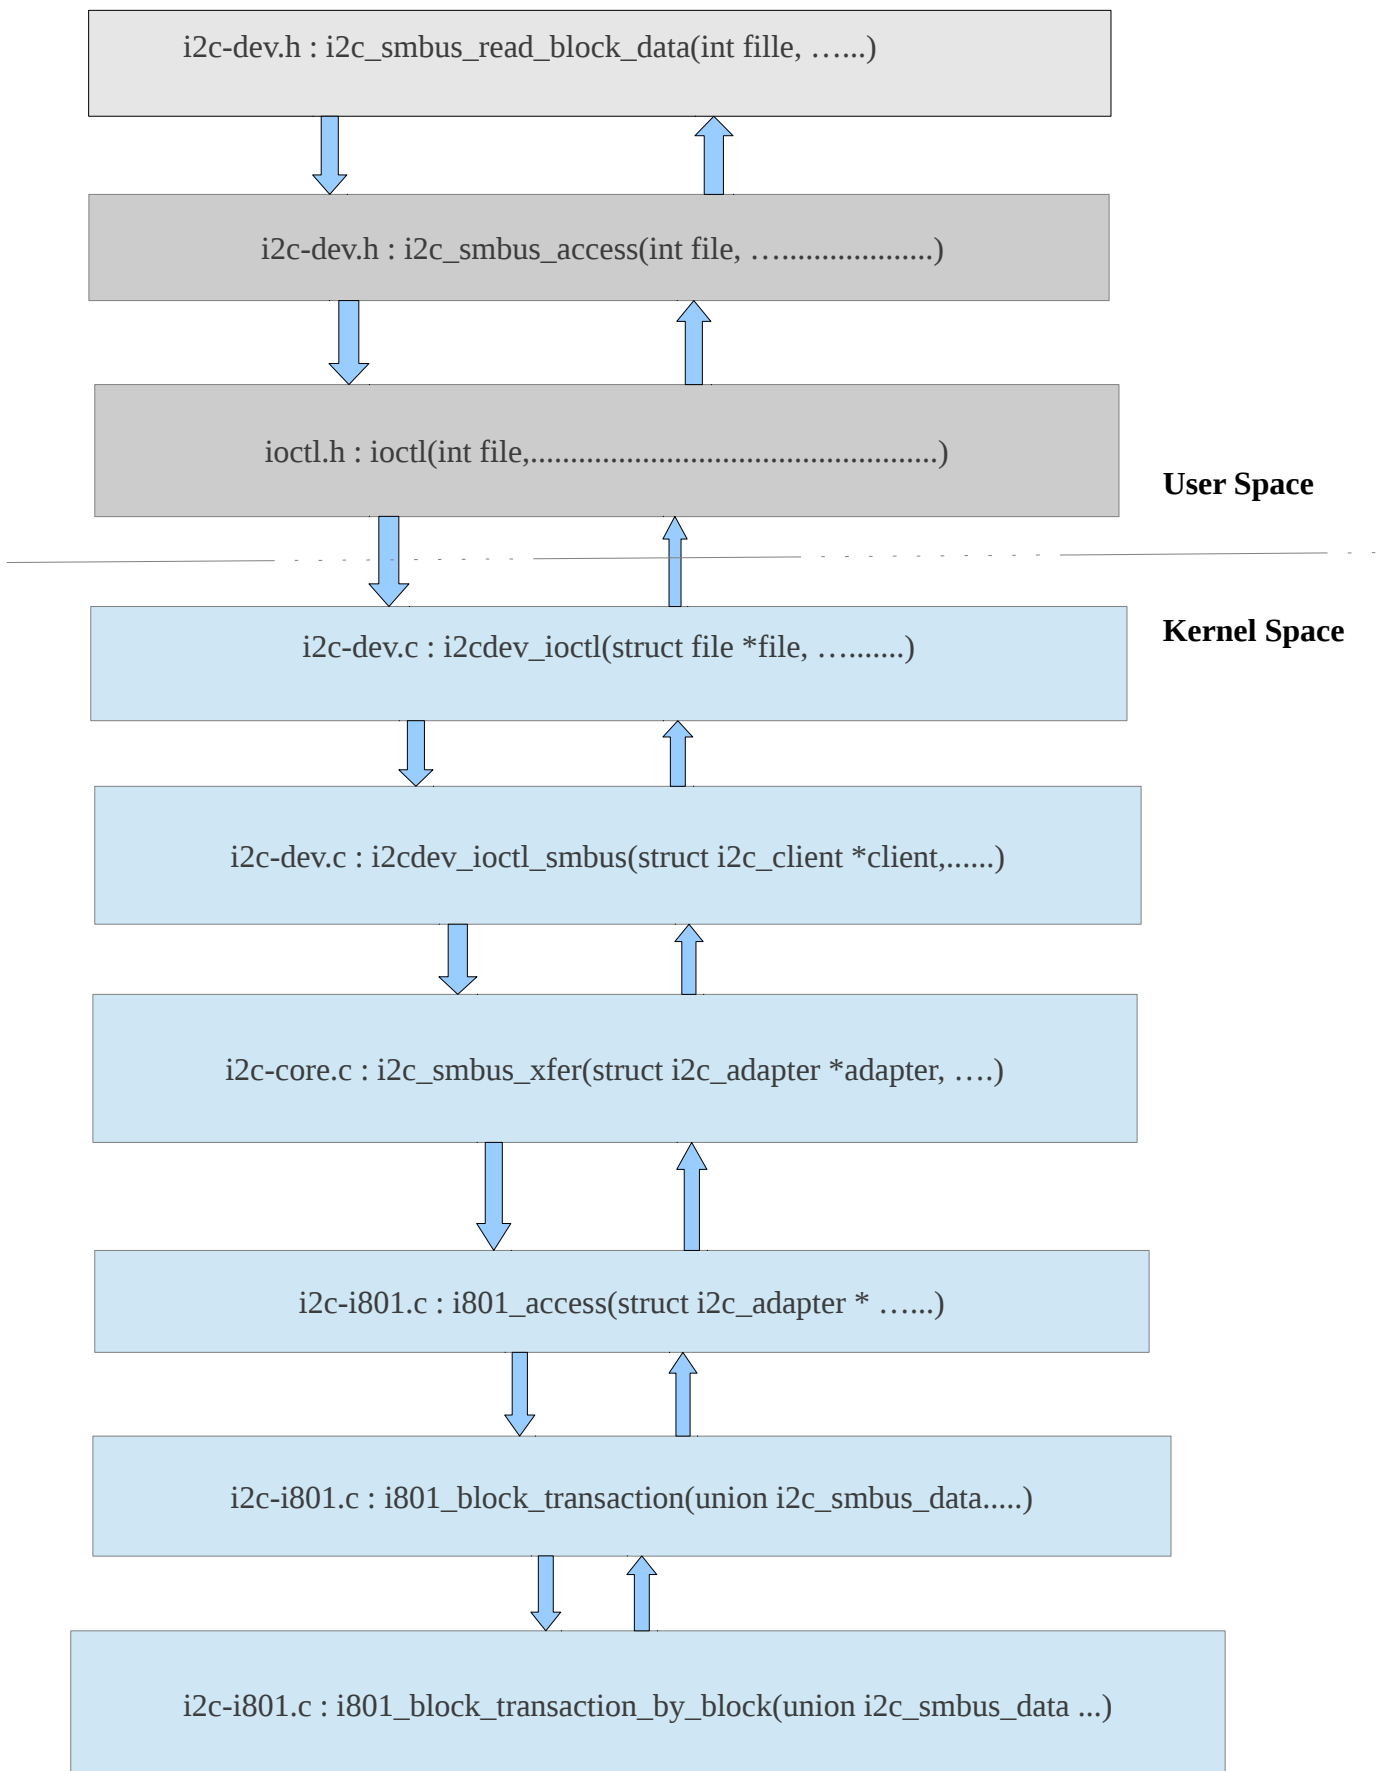 i2c-dev.h : i2c_smbus_read_block_data(int fille, …...)
i2c-dev.h : i2c_smbus_access(int file, …...................)
ioctl.h : ioctl(int file,...................................................)
User Space
i2c-dev.c : i2cdev_ioctl(struct file *file, ….......)
Kernel Space
i2c-dev.c : i2cdev_ioctl_smbus(struct i2c_client *client,......)
i2c-core.c : i2c_smbus_xfer(struct i2c_adapter *adapter, ….)
i2c-i801.c : i801_access(struct i2c_adapter * …...)
i2c-i801.c : i801_block_transaction(union i2c_smbus_data.....)
i2c-i801.c : i801_block_transaction_by_block(union i2c_smbus_data ...)